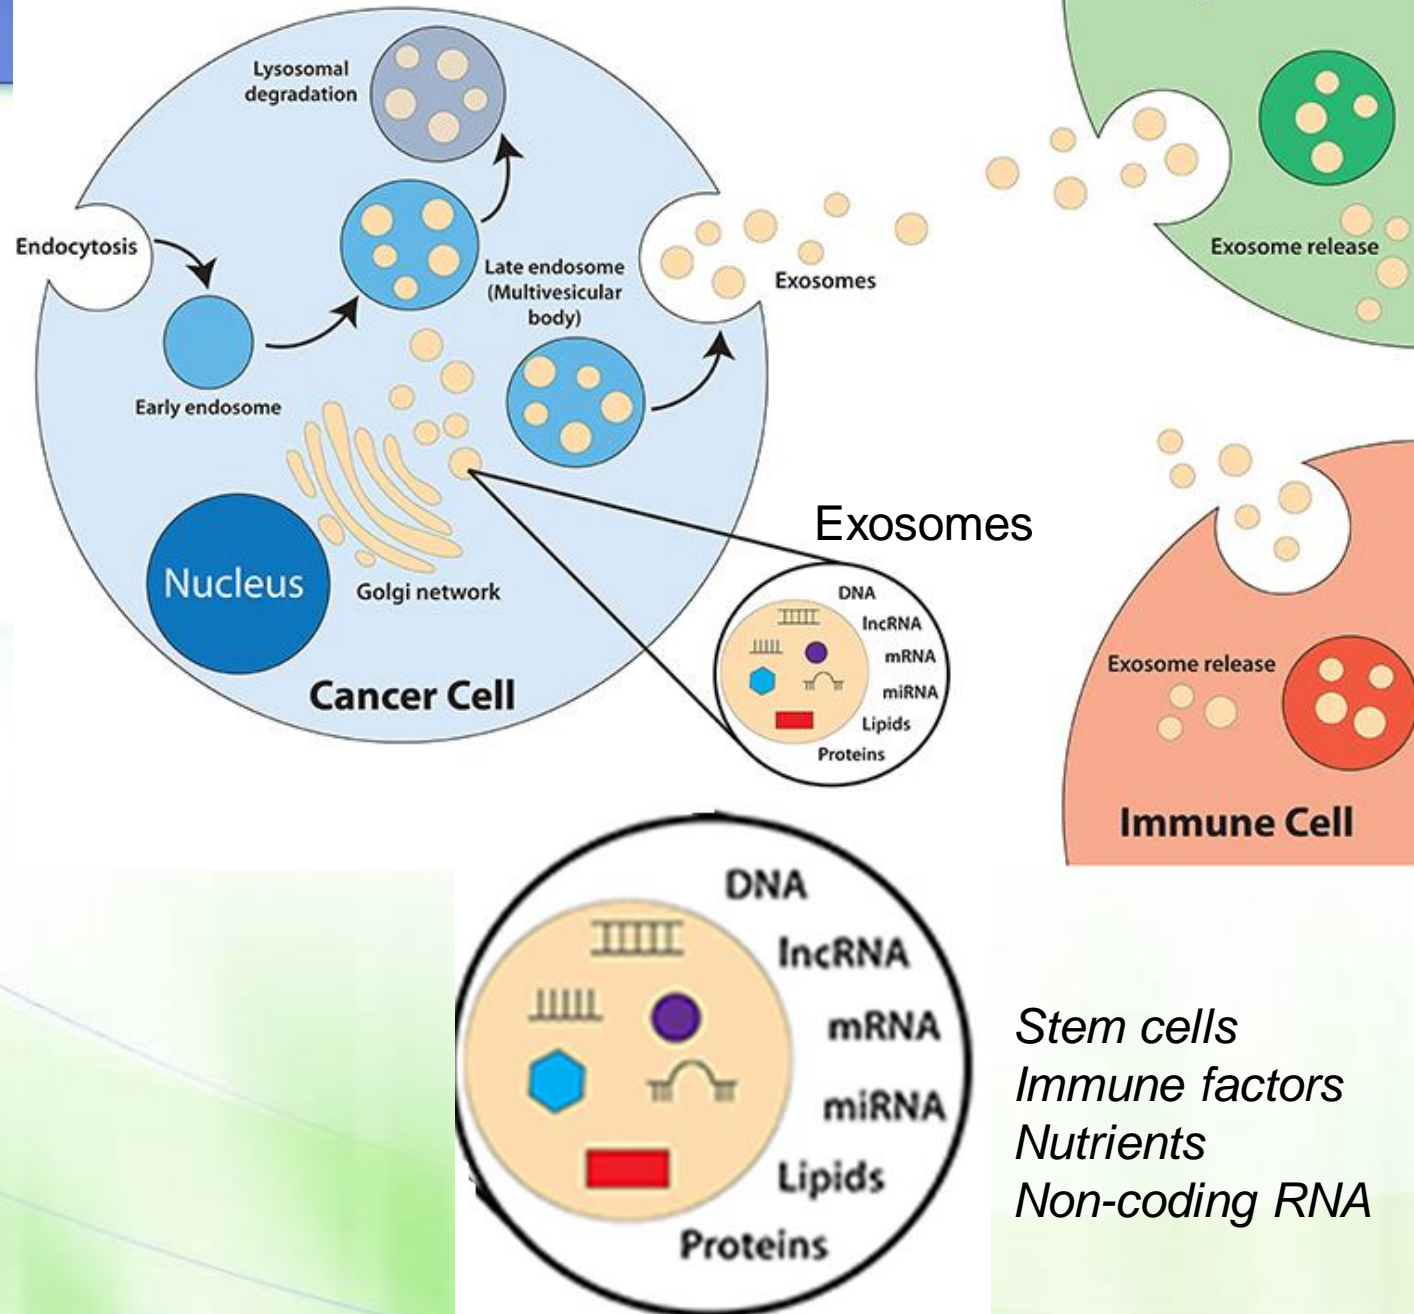 Lysosomal
degradation
Endocytosis
Late endosome
(Multivesicular
body)
Exosomes
Early endosome
Exosome release
Exosomes
Nucleus
Golgi network
Cancer Cell
DNA
lncRNA
mRNA
miRNA
Lipids
Proteins
Exosome release
Immune Cell
DNA
lncRNA
mRNA
miRNA
Lipids
Proteins
Stem cells
Immune factors
Nutrients
Non-coding RNA